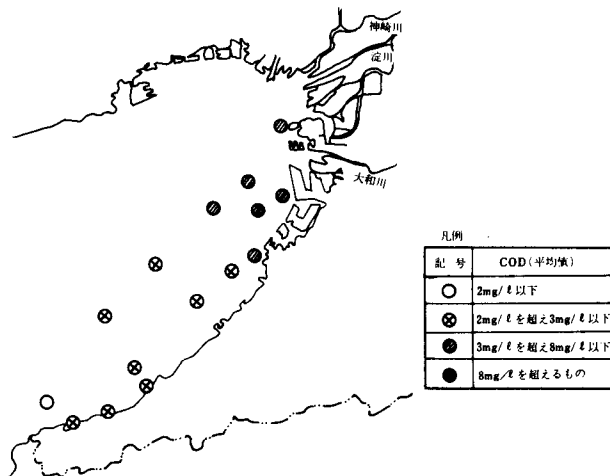 神崎川
淀川
大和川
凡例
記 号 COD(平均値)
2mg/ℓ以下
2mg/ℓを超え3mg/ℓ以下
3mg/ℓを超え8mg/ℓ以下
8mg/ℓを超えるもの